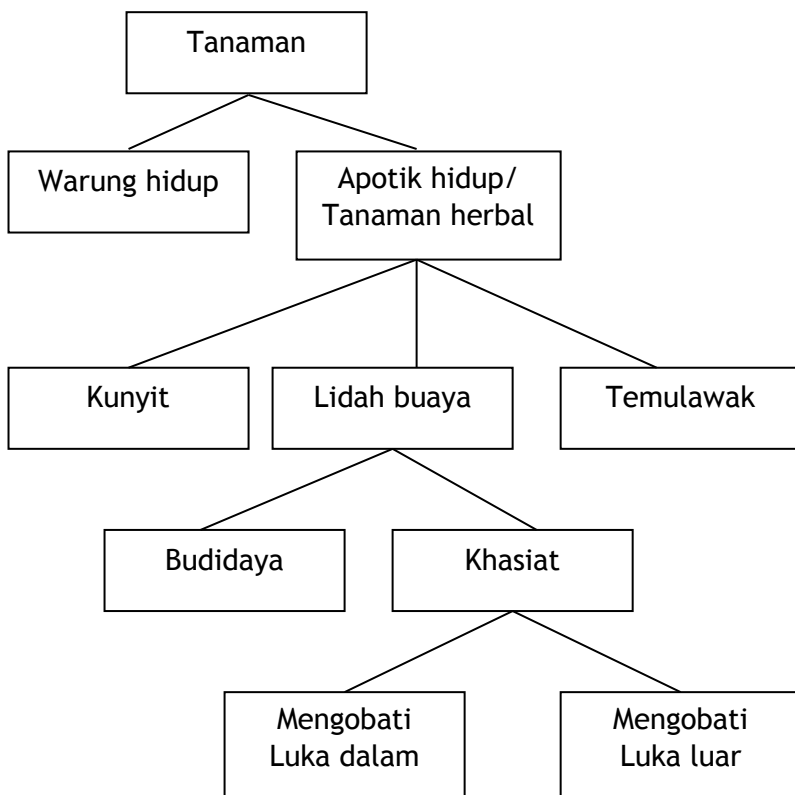 Tanaman
Warung hidup
Apotik hidup/
Tanaman herbal
Kunyit
Lidah buaya
Temulawak
Budidaya
Khasiat
Mengobati
Luka dalam
Mengobati
Luka luar